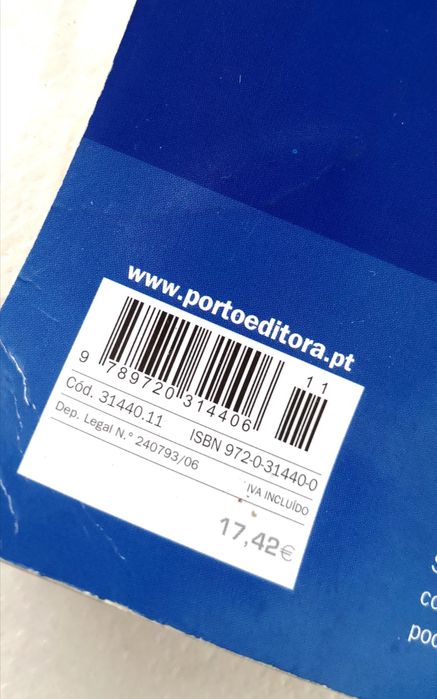 www.portoeditora.pt
11
9 789720 314406
Cód. 31440.11 ISBN 972-0-31440-0
Dep. Legal N.º 240793/06 IVA INCLUÍDO
17,42€